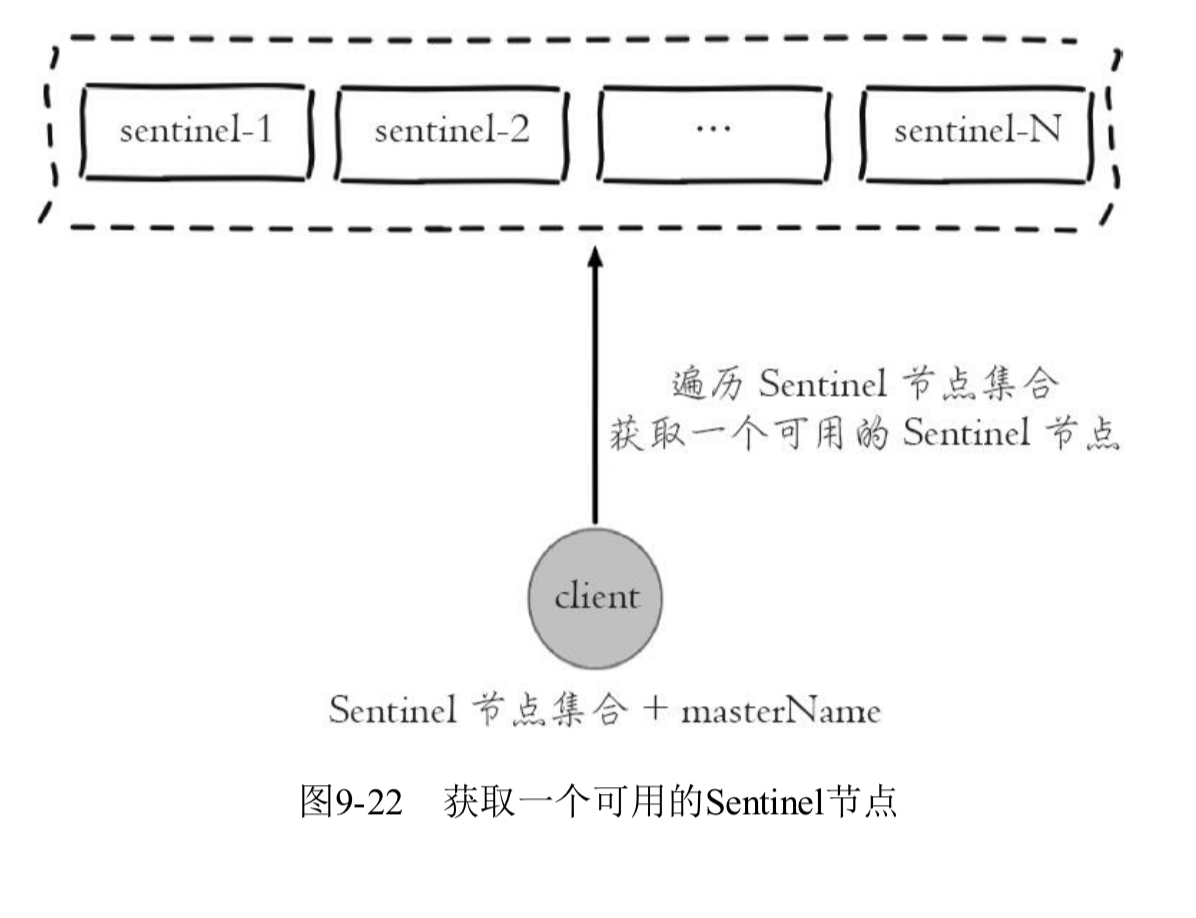 sentinel-1 sentinel-2 … sentinel-N
遍历 Sentinel 节点集合
获取一个可用的 Sentinel 节点
client
Sentinel 节点集合 + masterName
图9-22 获取一个可用的Sentinel节点